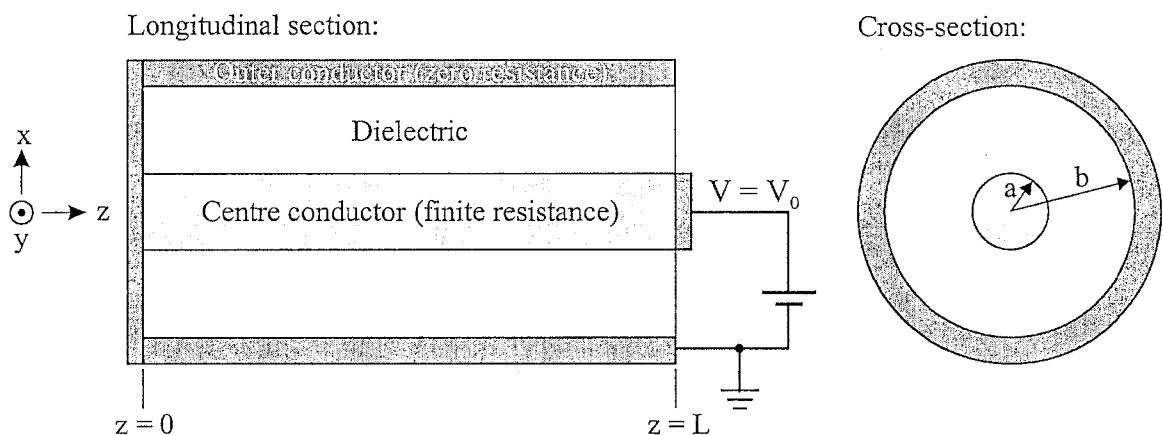 Longitudinal section:
Cross-section:
Outer conductor (zero resistance)
Dielectric
Centre conductor (finite resistance)
V = V₀
x
z
y
a
b
z = 0
z = L